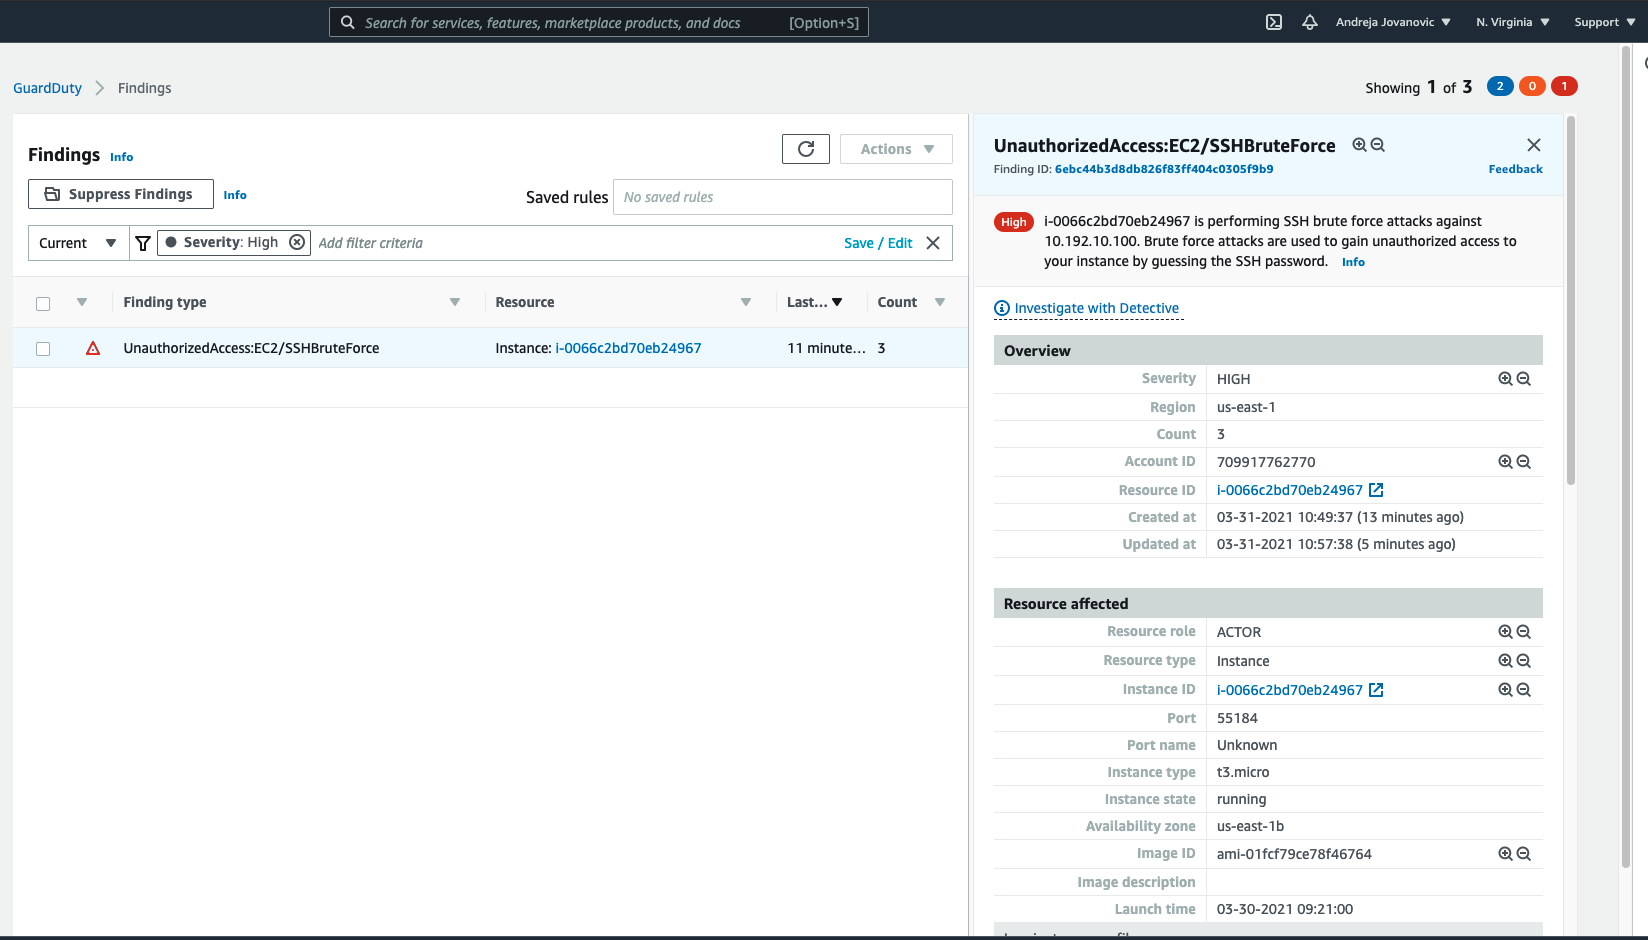 Search for services, features, marketplace products, and docs [Option+S]
Andreja Jovanovic N. Virginia Support
GuardDuty Findings
Showing 1 of 3 2 0 1
Findings Info
Actions
Suppress Findings Info
Saved rules No saved rules
Current Severity: High Add filter criteria Save / Edit
Finding type Resource Last... Count
UnauthorizedAccess:EC2/SSHBruteForce Instance: i-0066c2bd70eb24967 11 minute... 3
UnauthorizedAccess:EC2/SSHBruteForce
Finding ID: 6ebc44b3d8db826f83ff404c0305f9b9 Feedback
High i-0066c2bd70eb24967 is performing SSH brute force attacks against
10.192.10.100. Brute force attacks are used to gain unauthorized access to
your instance by guessing the SSH password. Info
Investigate with Detective
Overview
Severity HIGH
Region us-east-1
Count 3
Account ID 709917762770
Resource ID i-0066c2bd70eb24967
Created at 03-31-2021 10:49:37 (13 minutes ago)
Updated at 03-31-2021 10:57:38 (5 minutes ago)
Resource affected
Resource role ACTOR
Resource type Instance
Instance ID i-0066c2bd70eb24967
Port 55184
Port name Unknown
Instance type t3.micro
Instance state running
Availability zone us-east-1b
Image ID ami-01fcf79ce78f46764
Image description
Launch time 03-30-2021 09:21:00